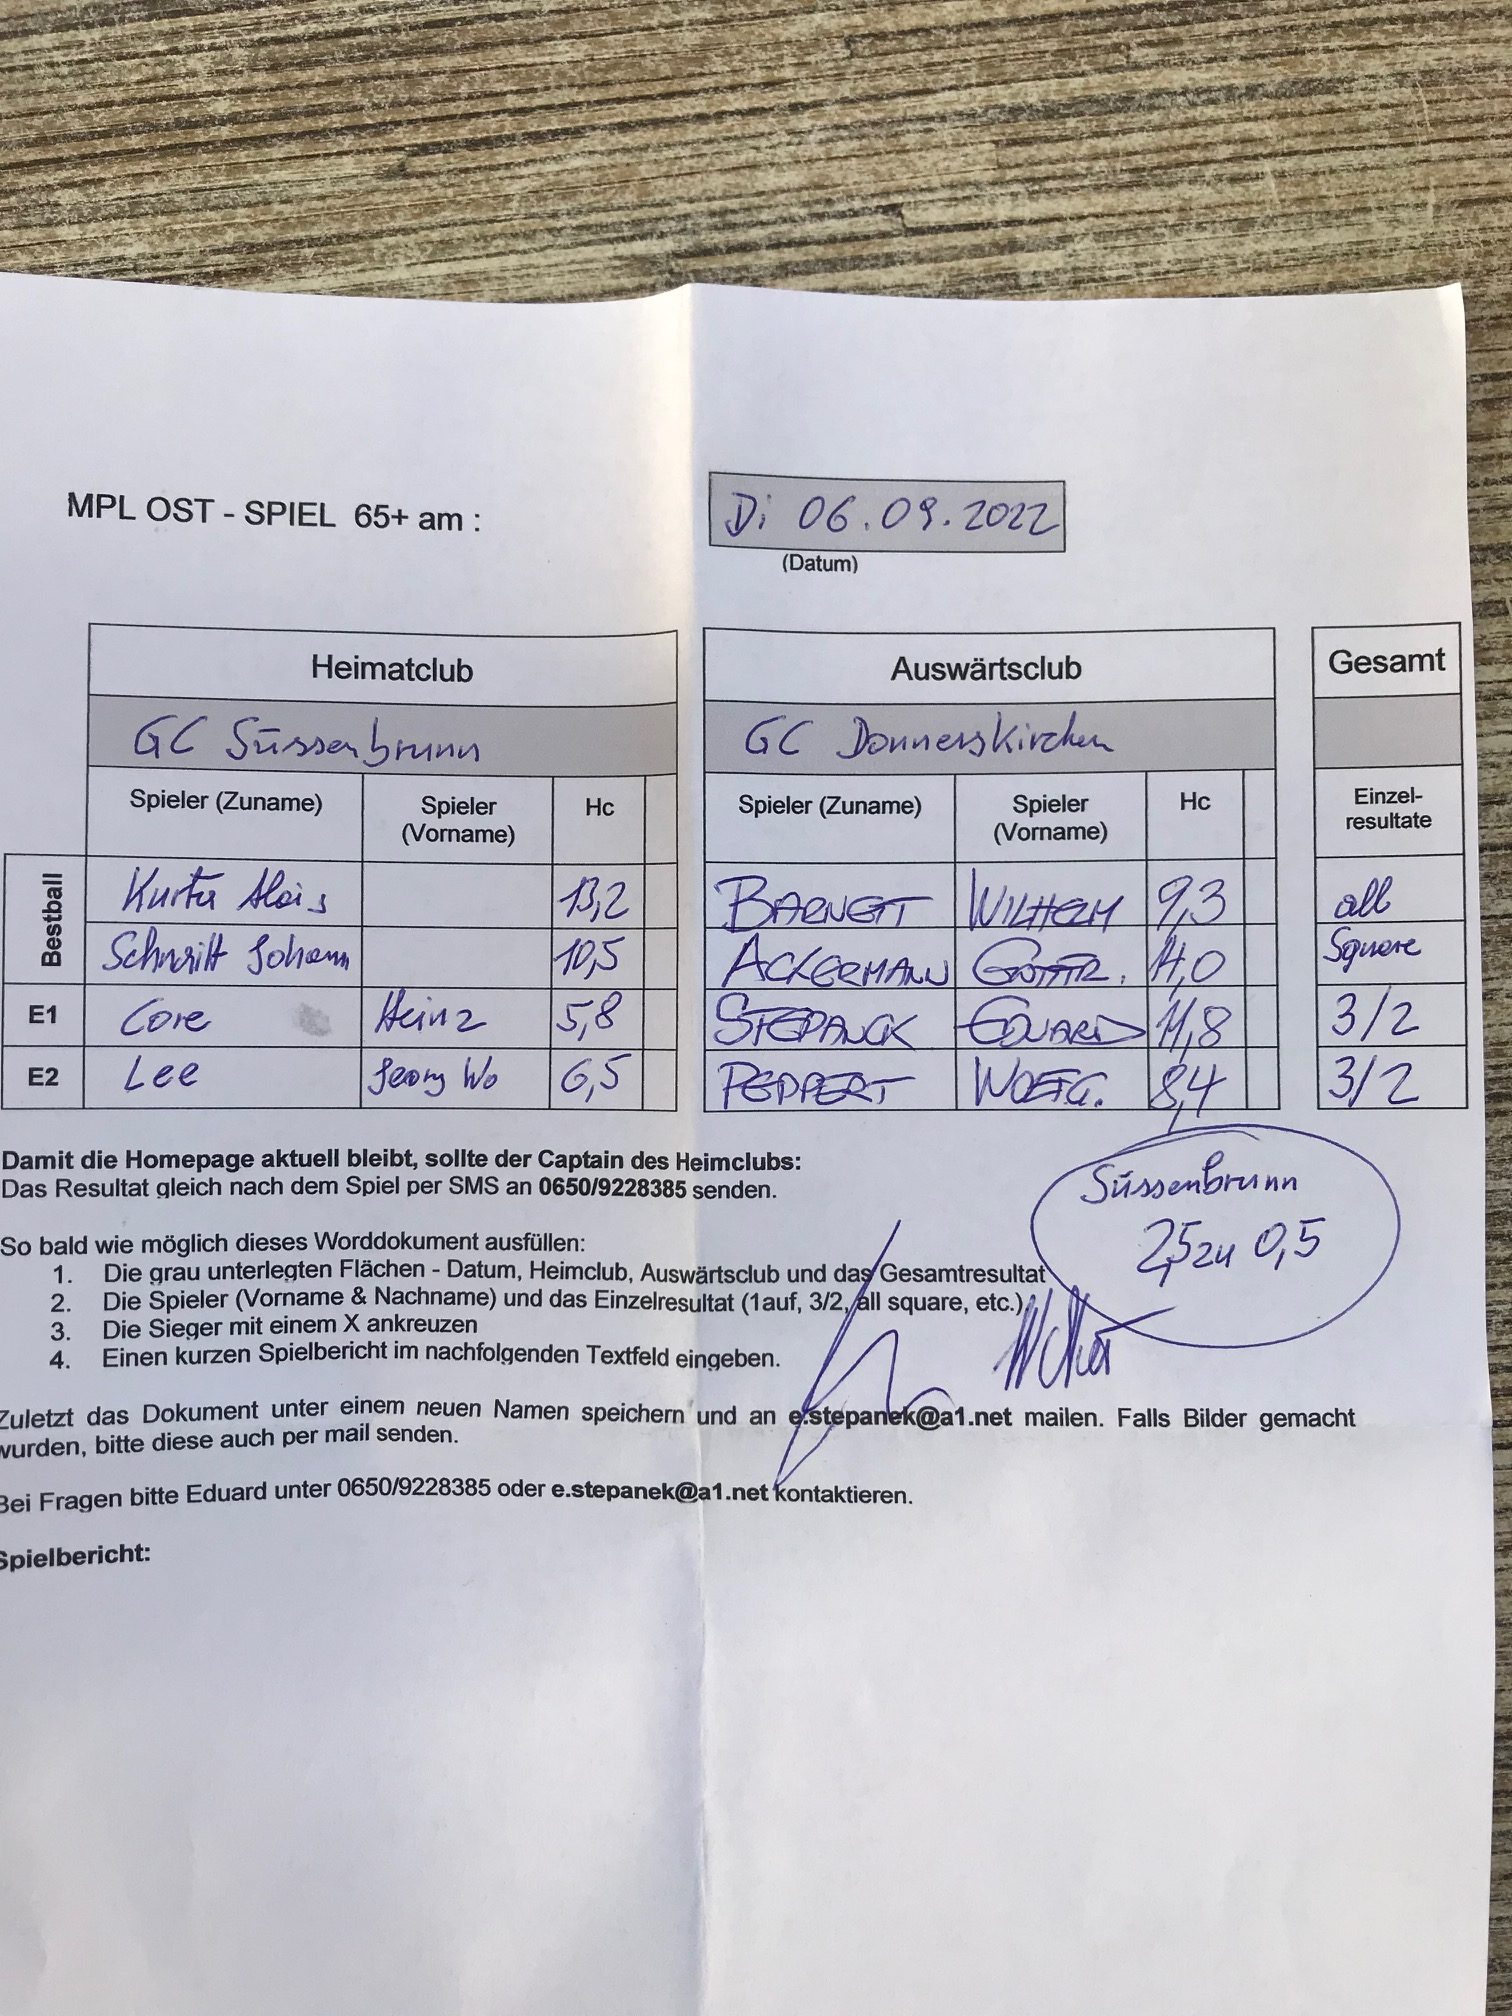 MPL OST - SPIEL 65+ am :
Di 06.09.2022
(Datum)
Heimatclub Auswärtsclub Gesamt
GC Süssenbrunn GC Donnerskirchen
Spieler (Zuname) Spieler (Vorname) Hc Spieler (Zuname) Spieler (Vorname) Hc Einzel-resultate
Bestball
Alois 13,2 BARNETT WILHELM 9,3 all
Johann 10,5 ACKERMANN 11,0 Square
E1 Core Heinz 5,8 EDUARD 11,8 3/2
E2 Lee Georg Wo 6,5 PEPPERT WOLFG. 8,4 3/2
Damit die Homepage aktuell bleibt, sollte der Captain des Heimclubs:
Das Resultat gleich nach dem Spiel per SMS an 0650/9228385 senden.
Süssenbrunn
2,5 zu 0,5
So bald wie möglich dieses Worddokument ausfüllen:
1. Die grau unterlegten Flächen - Datum, Heimclub, Auswärtsclub und das Gesamtresultat
2. Die Spieler (Vorname & Nachname) und das Einzelresultat (1auf, 3/2, all square, etc.)
3. Die Sieger mit einem X ankreuzen
4. Einen kurzen Spielbericht im nachfolgenden Textfeld eingeben.
Zuletzt das Dokument unter einem neuen Namen speichern und an e.stepanek@a1.net mailen. Falls Bilder gemacht
wurden, bitte diese auch per mail senden.
Bei Fragen bitte Eduard unter 0650/9228385 oder e.stepanek@a1.net kontaktieren.
Spielbericht: